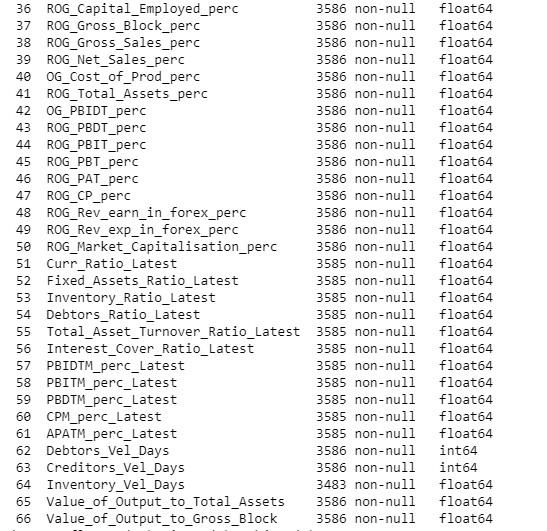 36 ROG_Capital_Employed_perc 3586 non-null float64
37 ROG_Gross_Block_perc 3586 non-null float64
38 ROG_Gross_Sales_perc 3586 non-null float64
39 ROG_Net_Sales_perc 3586 non-null float64
40 OG_Cost_of_Prod_perc 3586 non-null float64
41 ROG_Total_Assets_perc 3586 non-null float64
42 OG_PBIDT_perc 3586 non-null float64
43 ROG_PBDT_perc 3586 non-null float64
44 ROG_PBIT_perc 3586 non-null float64
45 ROG_PBT_perc 3586 non-null float64
46 ROG_PAT_perc 3586 non-null float64
47 ROG_CP_perc 3586 non-null float64
48 ROG_Rev_earn_in_forex_perc 3586 non-null float64
49 ROG_Rev_exp_in_forex_perc 3586 non-null float64
50 ROG_Market_Capitalisation_perc 3586 non-null float64
51 Curr_Ratio_Latest 3585 non-null float64
52 Fixed_Assets_Ratio_Latest 3585 non-null float64
53 Inventory_Ratio_Latest 3585 non-null float64
54 Debtors_Ratio_Latest 3585 non-null float64
55 Total_Asset_Turnover_Ratio_Latest 3585 non-null float64
56 Interest_Cover_Ratio_Latest 3585 non-null float64
57 PBIDTM_perc_Latest 3585 non-null float64
58 PBITM_perc_Latest 3585 non-null float64
59 PBDTM_perc_Latest 3585 non-null float64
60 CPM_perc_Latest 3585 non-null float64
61 APATM_perc_Latest 3585 non-null float64
62 Debtors_Vel_Days 3586 non-null int64
63 Creditors_Vel_Days 3586 non-null int64
64 Inventory_Vel_Days 3483 non-null float64
65 Value_of_Output_to_Total_Assets 3586 non-null float64
66 Value_of_Output_to_Gross_Block 3586 non-null float64